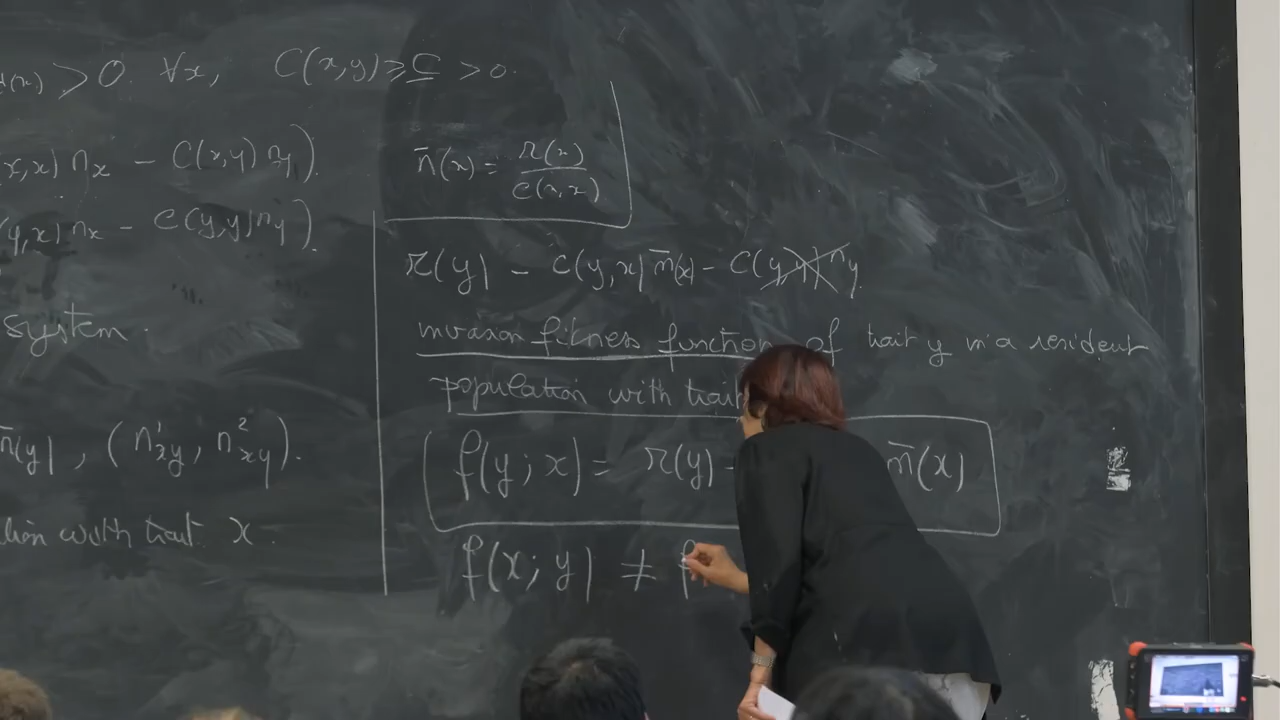 > 0 ∀x, C(x,y) ≥ C > 0.
x,x) n_x − C(x,y) n_y).
y,x) n_x − C(y,y) n_y).
system.
n̄(y), (n¹_xy, n²_xy).
with trait x.
n̄(x) = r(x)/C(x,x)
r(y) − C(y,x) n̄(x) − C(y,y) n_y.
invasion fitness function of trait y in a resident
population with trait
f(y; x) = r(y) − n̄(x)
f(x; y) ≠ f